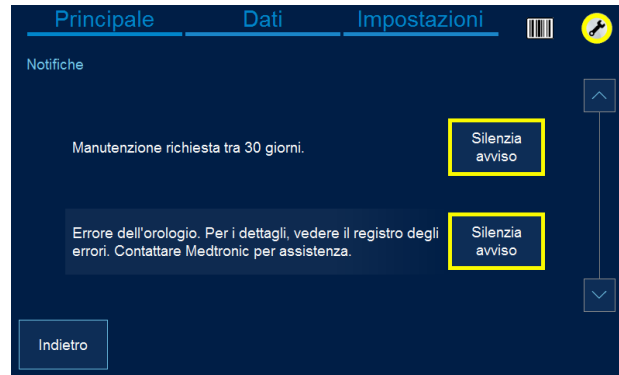 Principale Dati Impostazioni
Notifiche
Manutenzione richiesta tra 30 giorni.
Silenzia
avviso
Errore dell'orologio. Per i dettagli, vedere il registro degli
errori. Contattare Medtronic per assistenza.
Silenzia
avviso
Indietro